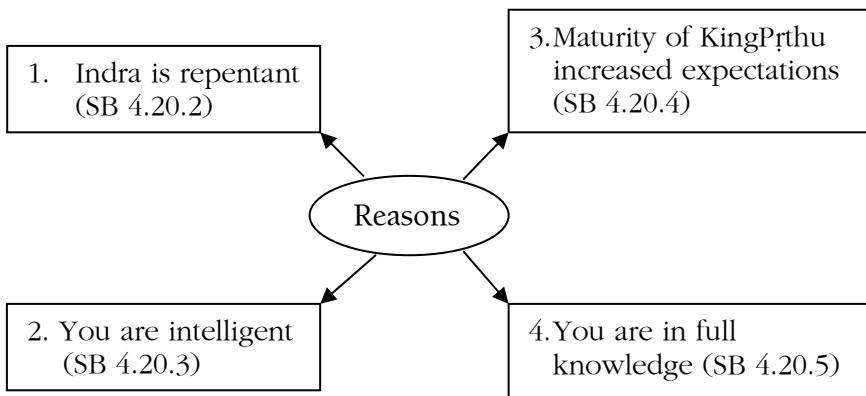 1. Indra is repentant
(SB 4.20.2)
3.Maturity of KingPṛthu
increased expectations
(SB 4.20.4)
Reasons
2. You are intelligent
(SB 4.20.3)
4.You are in full
knowledge (SB 4.20.5)